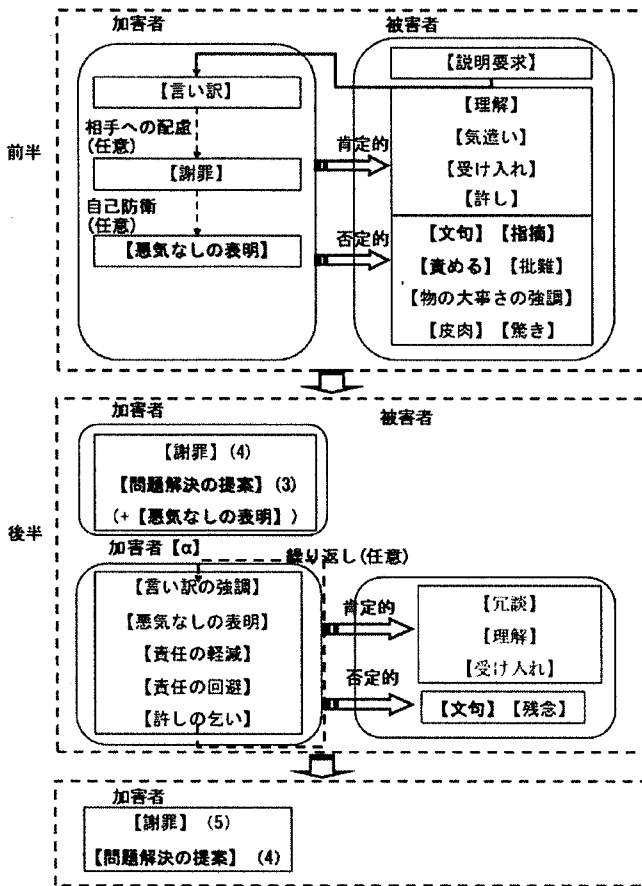 加害者
被害者
【説明要求】
【言い訳】
相手への配慮
(任意)
前半
【謝罪】
自己防衛
(任意)
【悪気なしの表明】
肯定的
【理解】
【気遣い】
【受け入れ】
【許し】
否定的
【文句】【指摘】
【責める】【批難】
【物の大事さの強調】
【皮肉】【驚き】
加害者
被害者
【謝罪】(4)
【問題解決の提案】(3)
(+【悪気なしの表明】)
後半
加害者【α】
繰り返し(任意)
【言い訳の強調】
【悪気なしの表明】
【責任の軽減】
【責任の回避】
【許しの乞い】
肯定的
【冗談】
【理解】
【受け入れ】
否定的
【文句】【残念】
加害者
【謝罪】(5)
【問題解決の提案】(4)